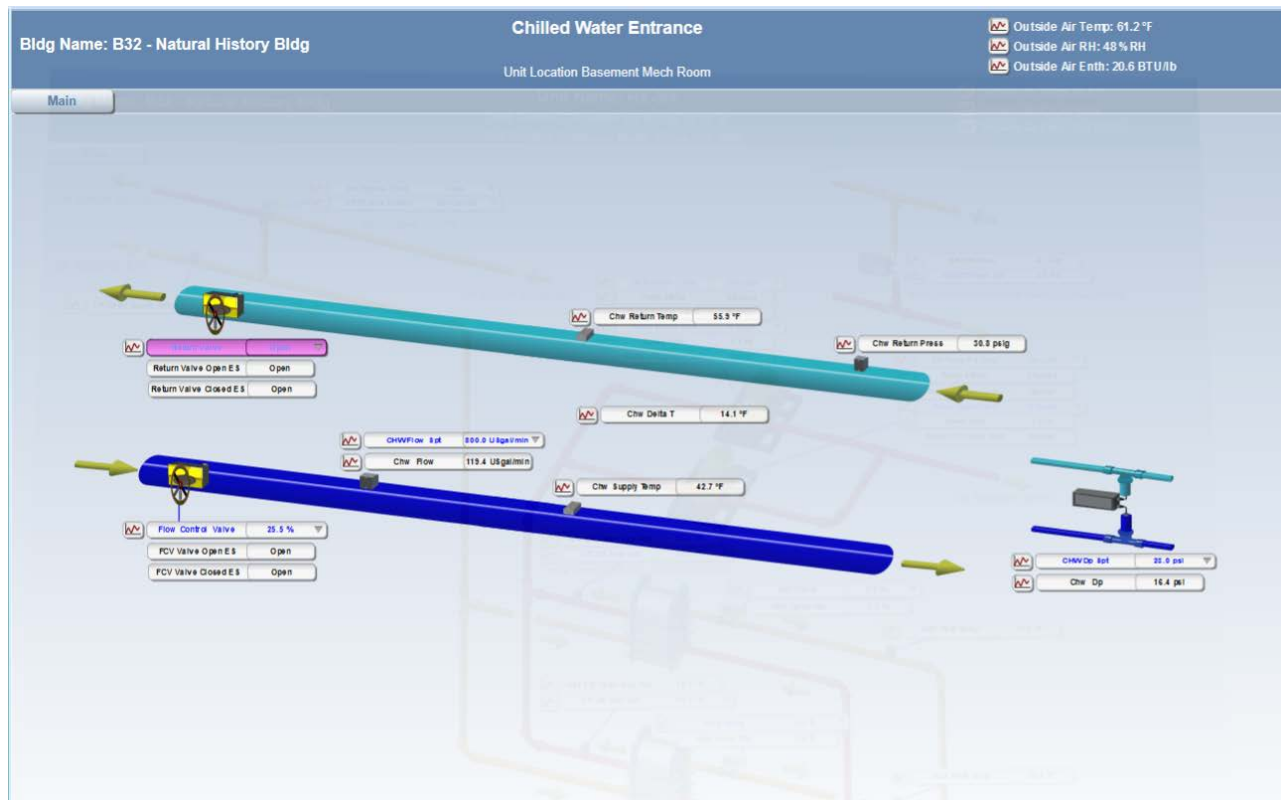 Chilled Water Entrance
Bldg Name: B32 - Natural History Bldg
Unit Location Basement Mech Room
Outside Air Temp: 61.2 °F
Outside Air RH: 48 % RH
Outside Air Enth: 20.6 BTU/lb
Main
Chw Return Temp 55.9 °F
Chw Return Press 30.8 psig
Return Valve Open ES Open
Return Valve Closed ES Open
Chw Delta T 14.1 °F
CHWFlow Spt 800.0 USgal/min
Chw Flow 119.4 USgal/min
Chw Supply Temp 42.7 °F
Flow Control Valve 25.5 %
FCV Valve Open ES Open
FCV Valve Closed ES Open
CHWDp Spt psi
Chw Dp 16.4 psi